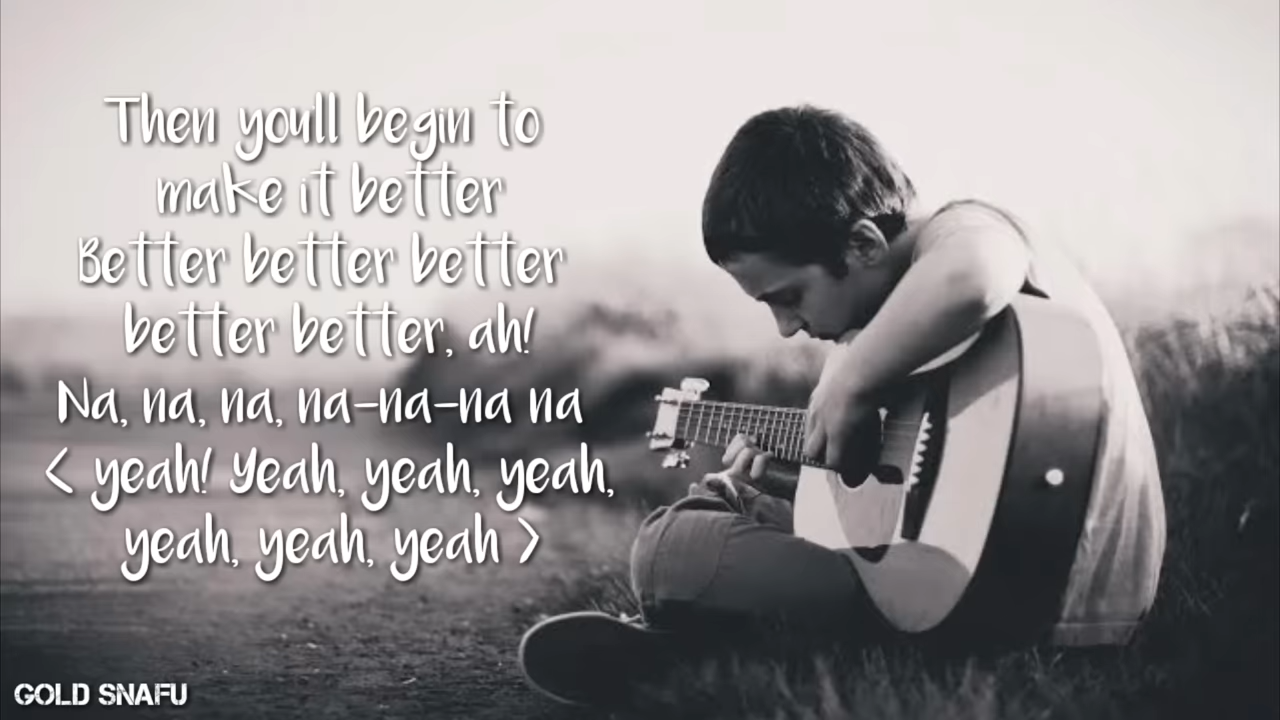 Then youll begin to
make it better
Better better better
better better, ah!
Na, na, na, na-na-na na
< yeah! Yeah, yeah, yeah,
yeah, yeah, yeah >
GOLD SNAFU